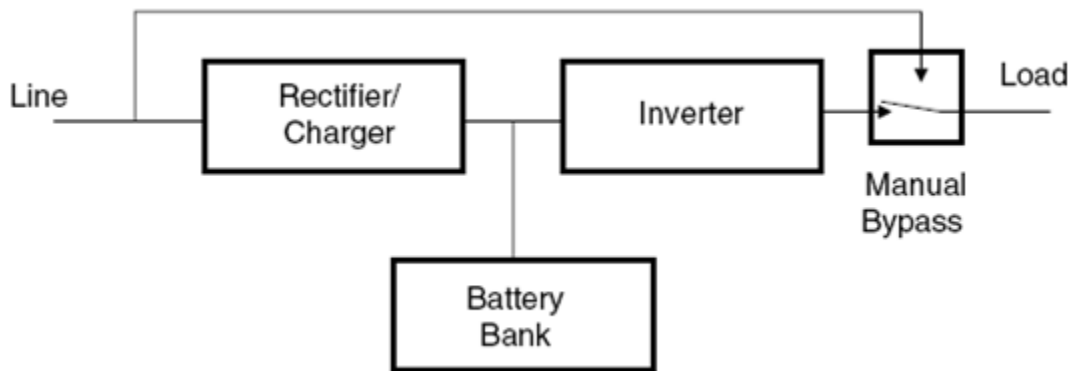 Line
Rectifier/
Charger
Inverter
Load
Manual
Bypass
Battery
Bank